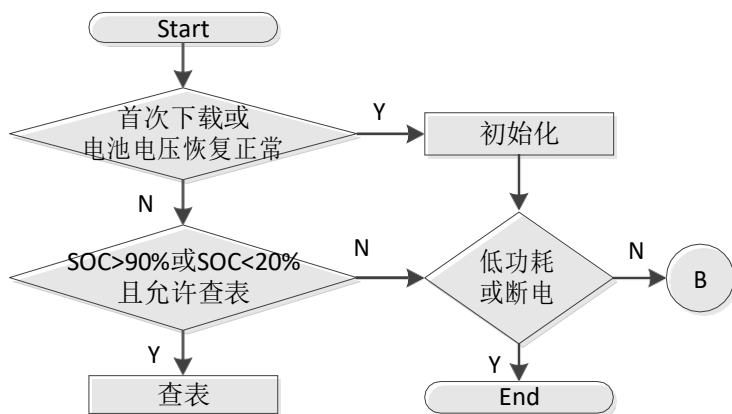 Start
首次下载或
电池电压恢复正常
Y
初始化
N
SOC>90%或SOC<20%
且允许查表
N
低功耗
或断电
N
B
Y
查表
Y
End